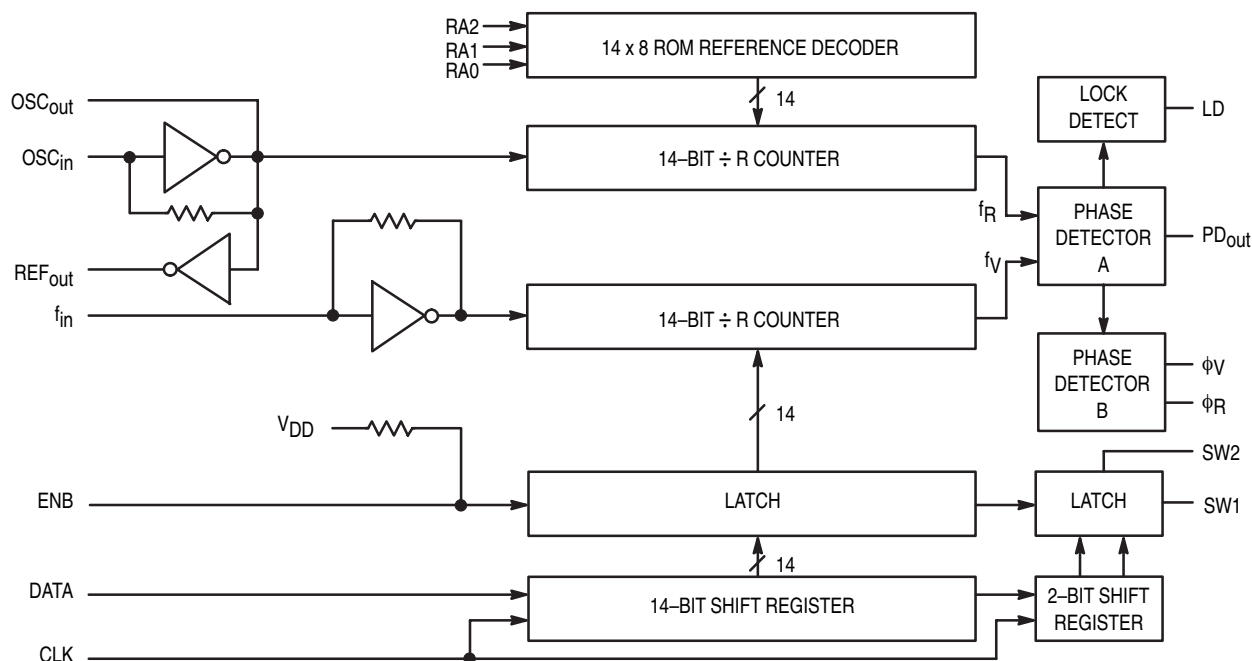 RA2
RA1
RA0
14 x 8 ROM REFERENCE DECODER
14
OSCout
OSCin
REFout
fin
14–BIT ÷ R COUNTER
fR
fV
14–BIT ÷ R COUNTER
LOCK
DETECT
LD
PHASE
DETECTOR
A
PDout
PHASE
DETECTOR
B
ϕV
ϕR
14
VDD
ENB
LATCH
LATCH
SW2
SW1
14
DATA
14–BIT SHIFT REGISTER
2–BIT SHIFT
REGISTER
CLK